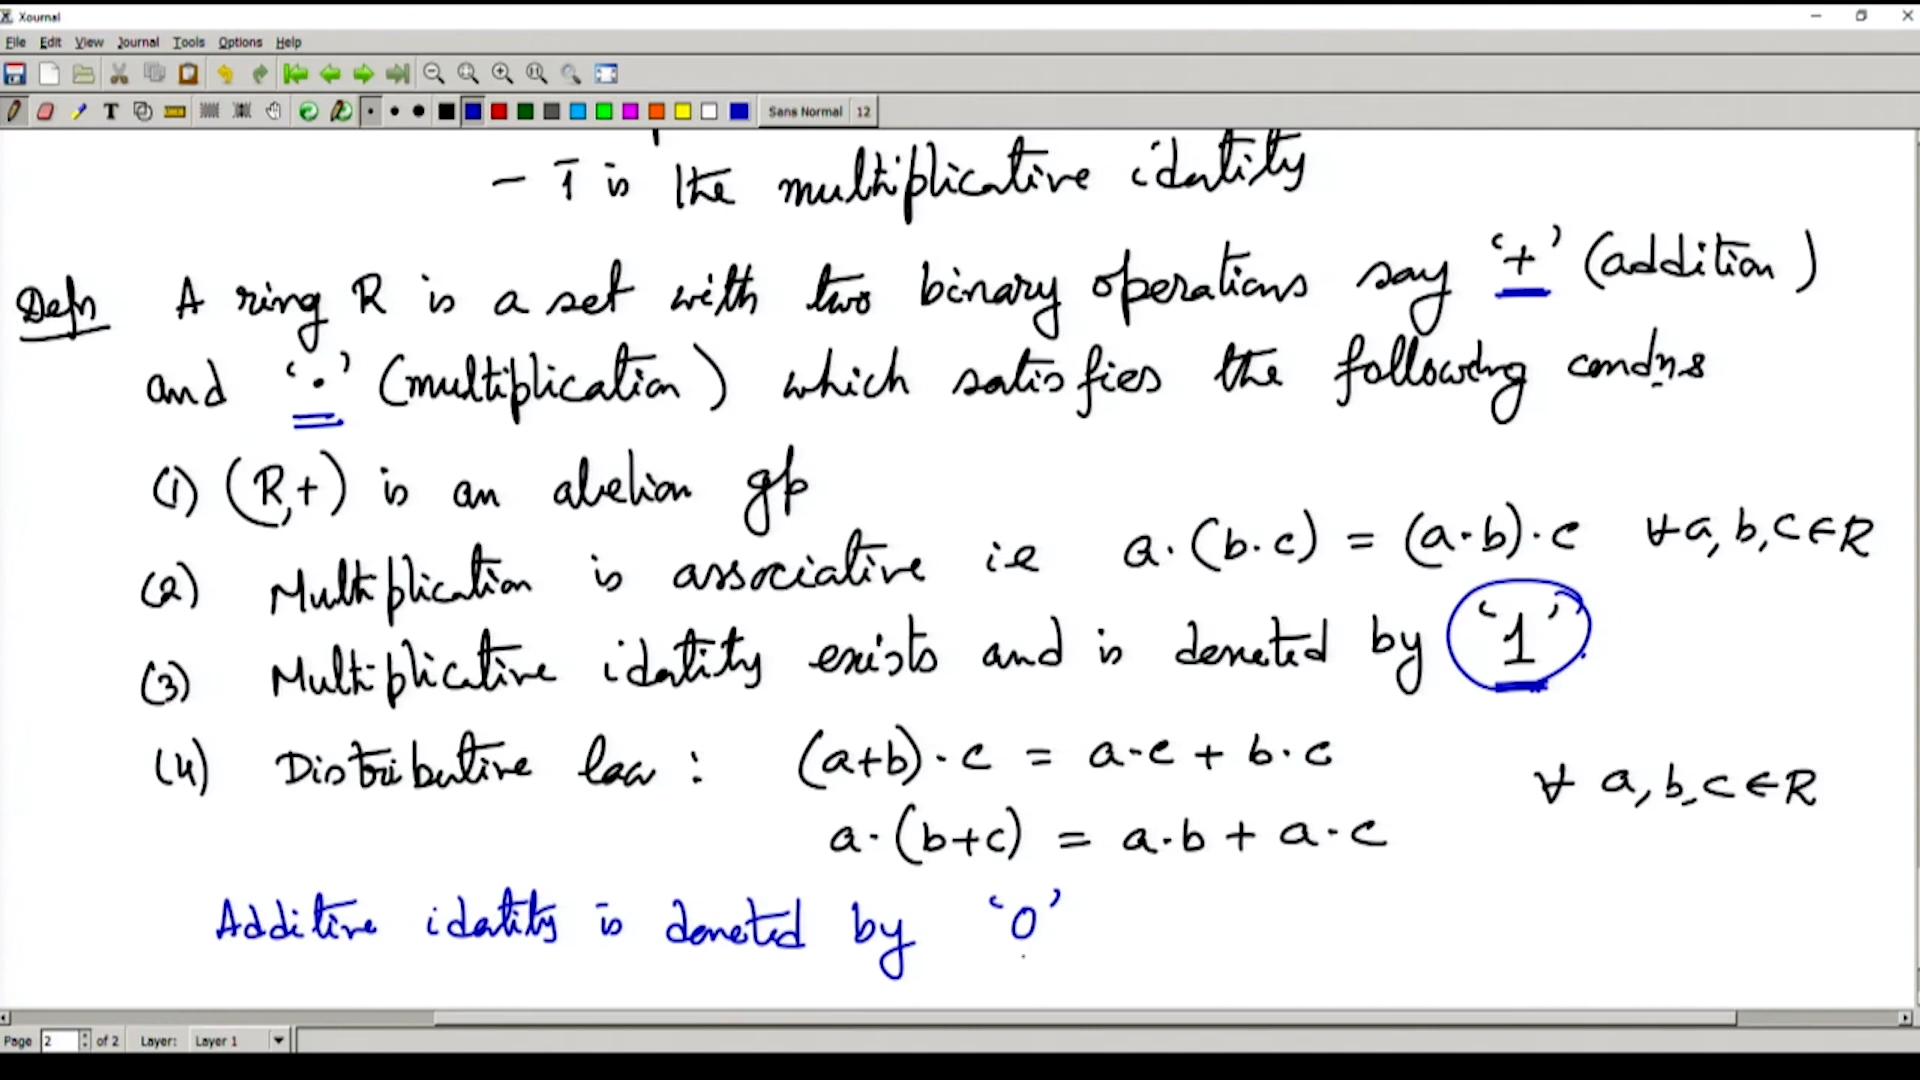 Xournal
File Edit View Journal Tools Options Help
Sans Normal 12
– 1̄ is the multiplicative identity
Defn A ring R is a set with two binary operations say ‘+’ (addition)
and ‘·’ (multiplication) which satisfies the following condns
(1) (R,+) is an abelian gp
(2) Multiplication is associative ie a·(b·c) = (a·b)·c ∀ a, b, c ∈ R
(3) Multiplicative identity exists and is denoted by ‘1’
(4) Distributive law : (a+b)·c = a·c + b·c
a·(b+c) = a·b + a·c ∀ a, b, c ∈ R
Additive identity is denoted by ‘0’
Page 2 of 2 Layer: Layer 1